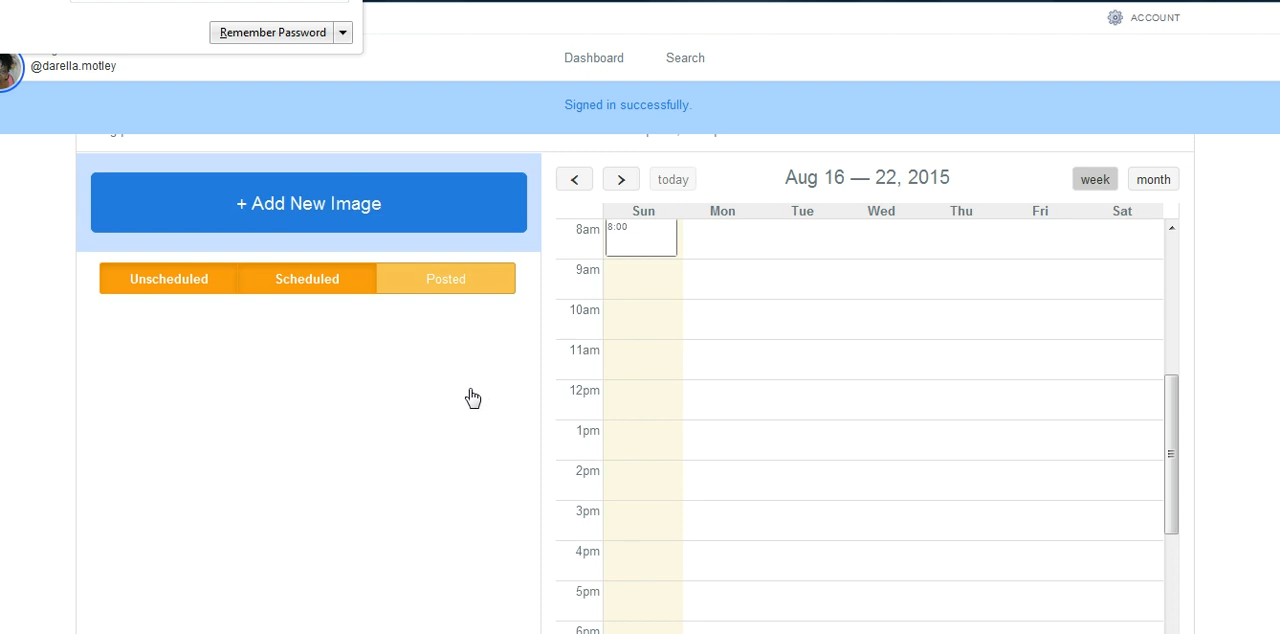 Remember Password
ACCOUNT
@darella.motley
Dashboard
Search
Signed in successfully.
+ Add New Image
Unscheduled
Scheduled
Posted
today
Aug 16 — 22, 2015
week
month
Sun
Mon
Tue
Wed
Thu
Fri
Sat
8am
8:00
9am
10am
11am
12pm
1pm
2pm
3pm
4pm
5pm
6pm